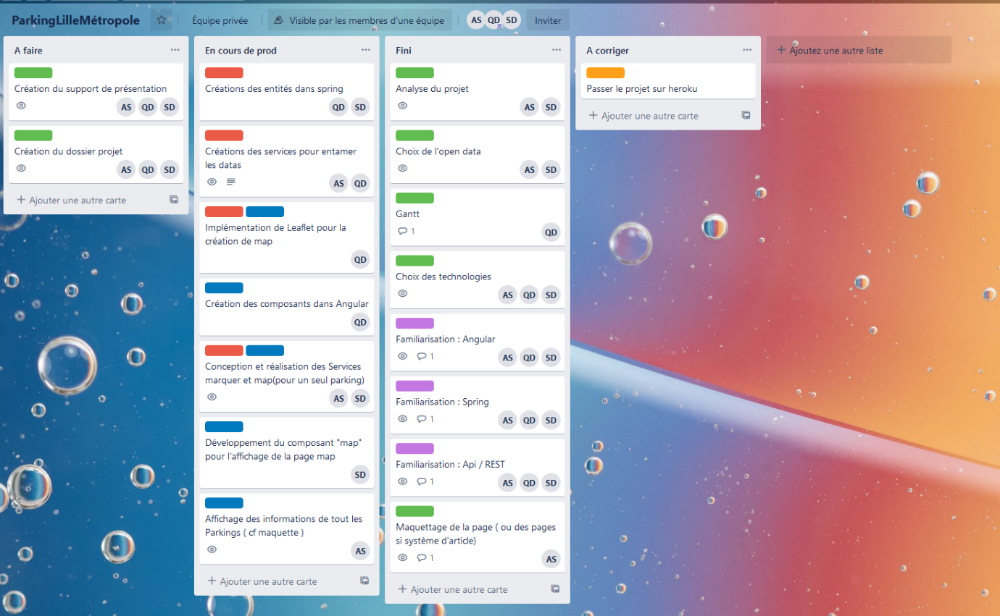 ParkingLilleMétropole
Équipe privée
Visible par les membres d'une équipe
AS QD SD
Inviter
A faire
Création du support de présentation
AS QD SD
Création du dossier projet
AS QD SD
+ Ajouter une autre carte
En cours de prod
Créations des entités dans spring
QD SD
Créations des services pour entamer
les datas
AS QD
Implémentation de Leaflet pour la
création de map
QD
Création des composants dans Angular
QD
Conception et réalisation des Services
marquer et map(pour un seul parking)
AS SD
Développement du composant "map"
pour l'affichage de la page map
SD
Affichage des informations de tout les
Parkings ( cf maquette )
AS
+ Ajouter une autre carte
Fini
Analyse du projet
AS SD
Choix de l'open data
AS SD
Gantt
1
QD
Choix des technologies
AS QD SD
Familiarisation : Angular
1
AS QD SD
Familiarisation : Spring
1
AS QD SD
Familiarisation : Api / REST
1
AS QD SD
Maquettage de la page ( ou des pages
si système d'article)
1
AS
+ Ajouter une autre carte
A corriger
Passer le projet sur heroku
+ Ajouter une autre carte
+ Ajoutez une autre liste